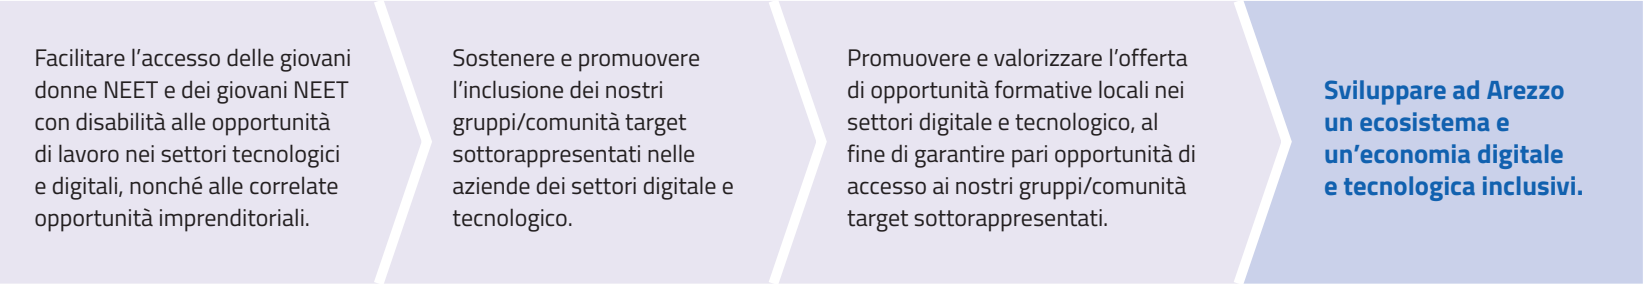 Facilitare l’accesso delle giovani
donne NEET e dei giovani NEET
con disabilità alle opportunità
di lavoro nei settori tecnologici
e digitali, nonché alle correlate
opportunità imprenditoriali.
Sostenere e promuovere
l’inclusione dei nostri
gruppi/comunità target
sottorappresentati nelle
aziende dei settori digitale e
tecnologico.
Promuovere e valorizzare l’offerta
di opportunità formative locali nei
settori digitale e tecnologico, al
fine di garantire pari opportunità di
accesso ai nostri gruppi/comunità
target sottorappresentati.
Sviluppare ad Arezzo
un ecosistema e
un’economia digitale
e tecnologica inclusivi.